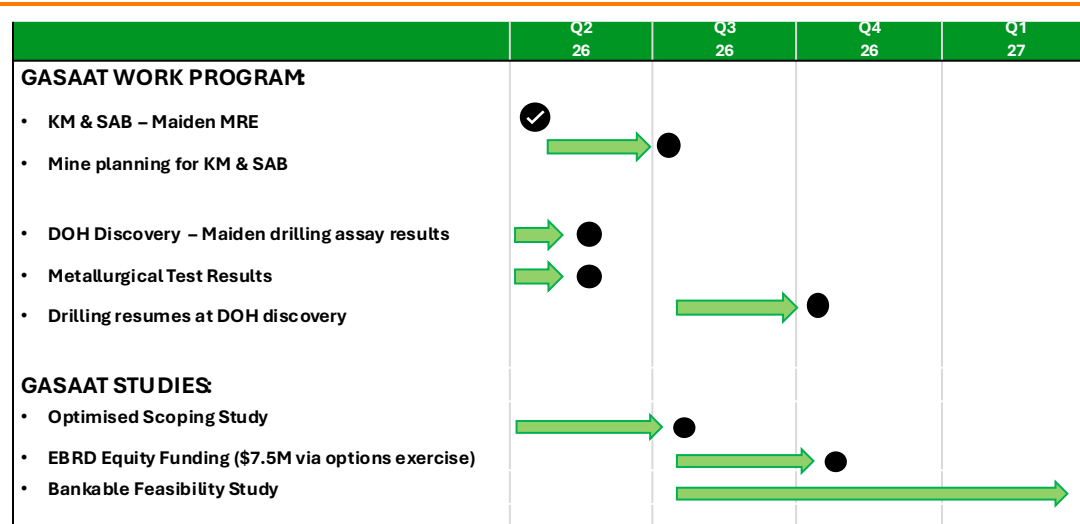 Q2 Q3 Q4 Q1
26 26 26 27
GASAAT WORK PROGRAM:
• KM & SAB – Maiden MRE
• Mine planning for KM & SAB
• DOH Discovery – Maiden drilling assay results
• Metallurgical Test Results
• Drilling resumes at DOH discovery
GASAAT STUDIES:
• Optimised Scoping Study
• EBRD Equity Funding ($7.5M via options exercise)
• Bankable Feasibility Study